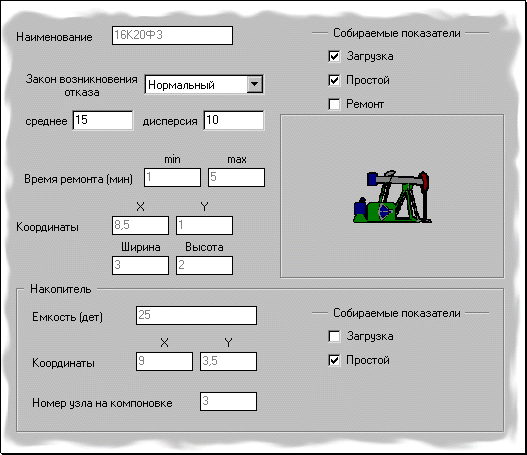 Наименование 16К20Ф3
Собираемые показатели
Загрузка
Закон возникновения отказа Нормальный
Простой
Ремонт
среднее 15 дисперсия 10
min max
Время ремонта (мин) 1 5
X Y
Координаты 8,5 1
Ширина Высота
3 2
Накопитель
Емкость (дет) 25
Собираемые показатели
Загрузка
X Y
Координаты 9 3,5
Простой
Номер узла на компоновке 3